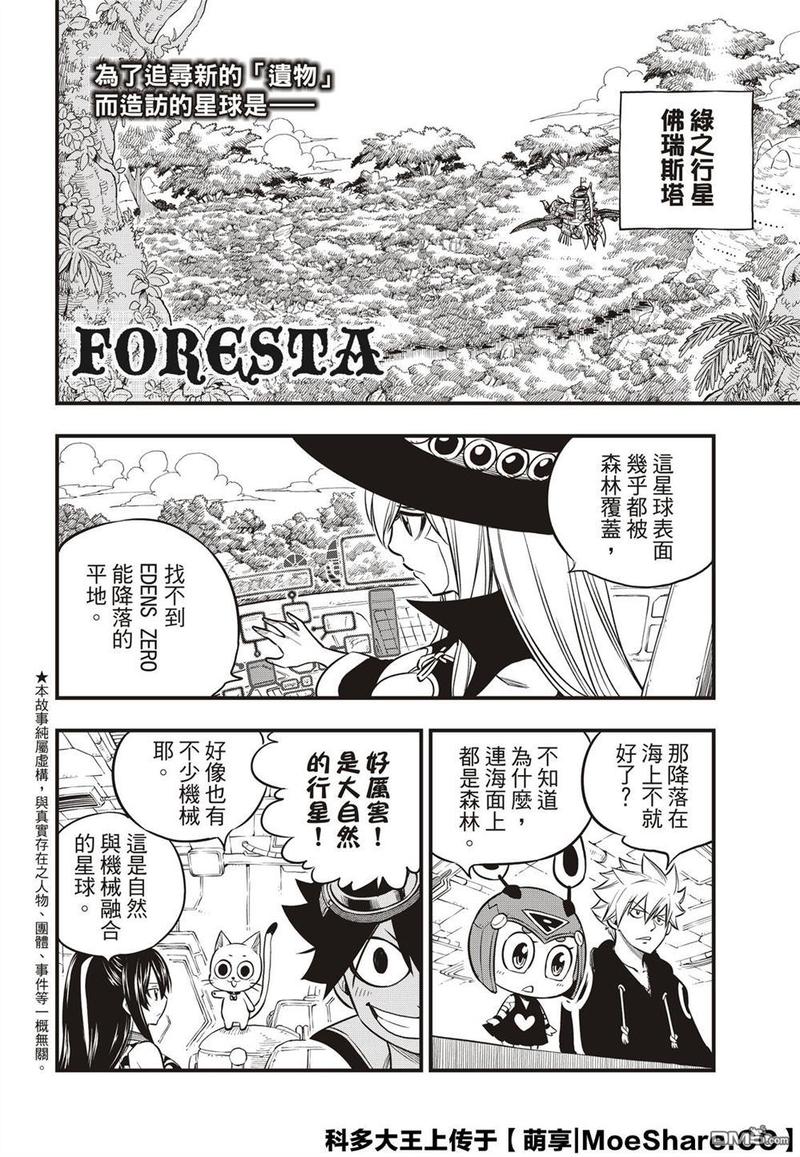 為了追尋新的「遺物」
而造訪的星球是——
綠之行星
佛瑞斯塔
FORESTA
這星球表面
幾乎都被
森林覆蓋，
找不到
EDENS ZERO
能降落的
平地。
那降落在
海上不就
好了？
不知道
為什麼，
連海面上
都是森林。
好厲害！
是大自然
的行星！
好像也有
不少機械
耶。
這是自然
與機械融合
的星球。
★本故事純屬虛構，與真實存在之人物、團體、事件等一概無關。
科多大王上传于【萌享|MoeShare.CC】